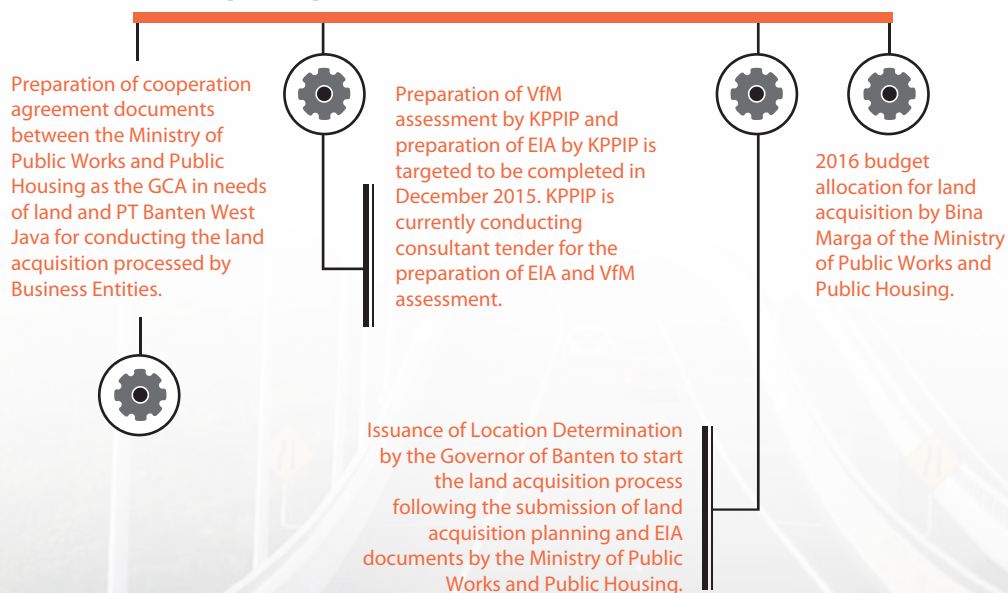 Preparation of cooperation
agreement documents
between the Ministry of
Public Works and Public
Housing as the GCA in needs
of land and PT Banten West
Java for conducting the land
acquisition processed by
Business Entities.
Preparation of VfM
assessment by KPPIP and
preparation of EIA by KPPIP is
targeted to be completed in
December 2015. KPPIP is
currently conducting
consultant tender for the
preparation of EIA and VfM
assessment.
Issuance of Location Determination
by the Governor of Banten to start
the land acquisition process
following the submission of land
acquisition planning and EIA
documents by the Ministry of Public
Works and Public Housing.
2016 budget
allocation for land
acquisition by Bina
Marga of the Ministry
of Public Works and
Public Housing.